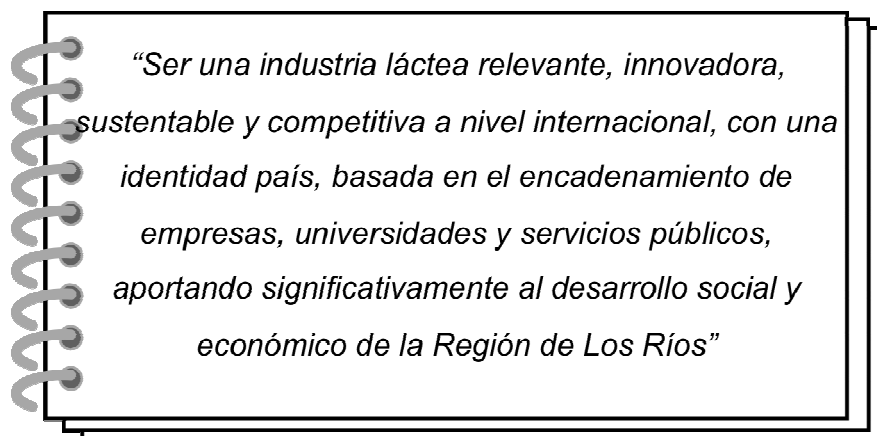 “Ser una industria láctea relevante, innovadora,
sustentable y competitiva a nivel internacional, con una
identidad país, basada en el encadenamiento de
empresas, universidades y servicios públicos,
aportando significativamente al desarrollo social y
económico de la Región de Los Ríos”